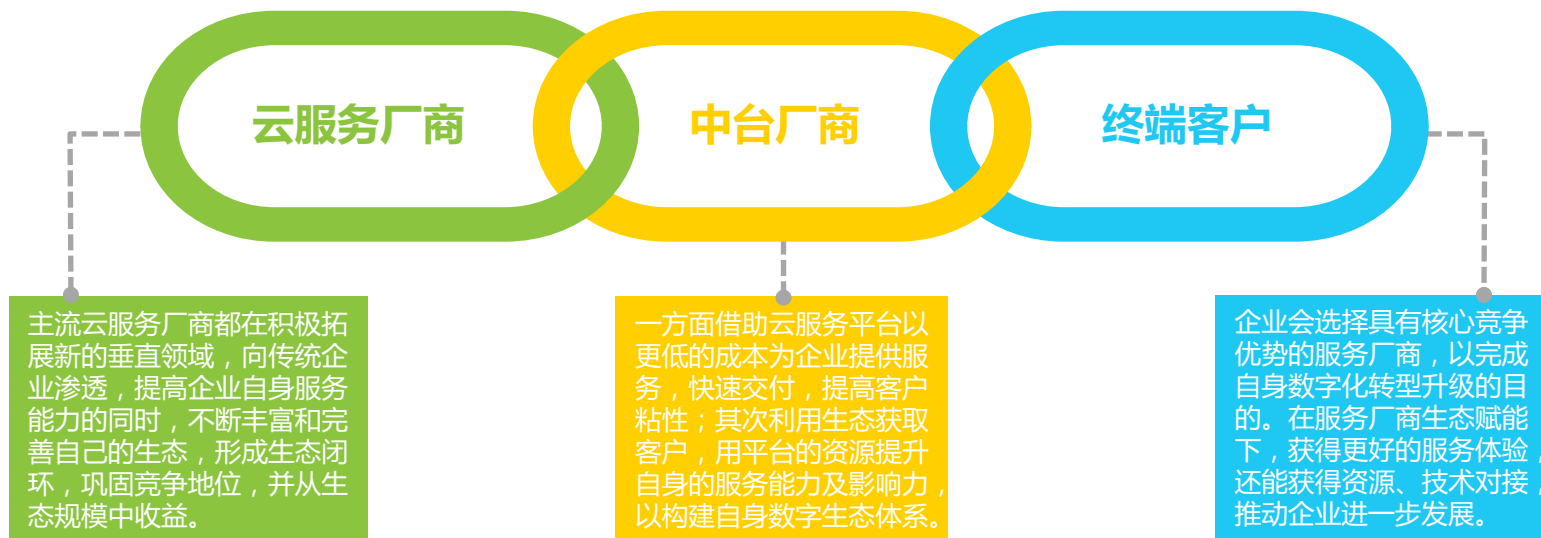 云服务厂商
中台厂商
终端客户
主流云服务厂商都在积极拓
展新的垂直领域，向传统企
业渗透，提高企业自身服务
能力的同时，不断丰富和完
善自己的生态，形成生态闭
环，巩固竞争地位，并从生
态规模中收益。
一方面借助云服务平台以
更低的成本为企业提供服
务，快速交付，提高客户
粘性；其次利用生态获取
客户，用平台的资源提升
自身的服务能力及影响力，
以构建自身数字生态体系。
企业会选择具有核心竞争
优势的服务厂商，以完成
自身数字化转型升级的目
的。在服务厂商生态赋能
下，获得更好的服务体验，
还能获得资源、技术对接，
推动企业进一步发展。